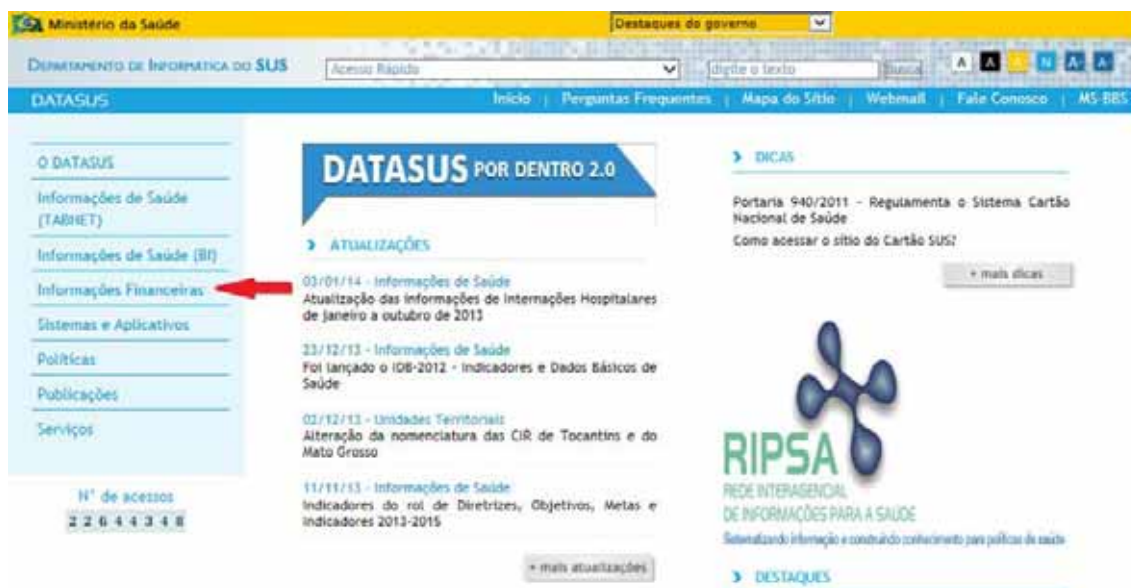 Ministério da Saúde
Destaques do governo
DEPARTAMENTO DE INFORMÁTICA DO SUS
Acesso Rápido
digite o texto
Busca
A A A N A+ A-
DATASUS
Início | Perguntas Frequentes | Mapa do Sítio | Webmail | Fale Conosco | MS-BBS
O DATASUS
Informações de Saúde
(TABNET)
Informações de Saúde (BI)
Informações Financeiras
Sistemas e Aplicativos
Políticas
Publicações
Serviços
N° de acessos
22644348
DATASUS POR DENTRO 2.0
ATUALIZAÇÕES
03/01/14 - Informações de Saúde
Atualização das informações de Internações Hospitalares
de janeiro a outubro de 2013
23/12/13 - Informações de Saúde
Foi lançado o IDB-2012 - Indicadores e Dados Básicos de
Saúde
02/12/13 - Unidades Territoriais
Alteração da nomenclatura das CIR de Tocantins e do
Mato Grosso
11/11/13 - Informações de Saúde
Indicadores do rol de Diretrizes, Objetivos, Metas e
Indicadores 2013-2015
+ mais atualizações
DICAS
Portaria 940/2011 - Regulamenta o Sistema Cartão
Nacional de Saúde
Como acessar o sítio do Cartão SUS?
+ mais dicas
RIPSA
REDE INTERAGENCIAL
DE INFORMAÇÕES PARA A SAÚDE
Sistematizando informação e construindo conhecimento para políticas de saúde
DESTAQUES